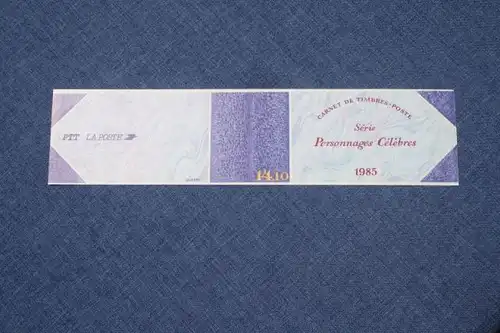 PTT LA POSTE
14.10
CARNET DE TIMBRES-POSTE
Série
Personnages Célèbres
1985